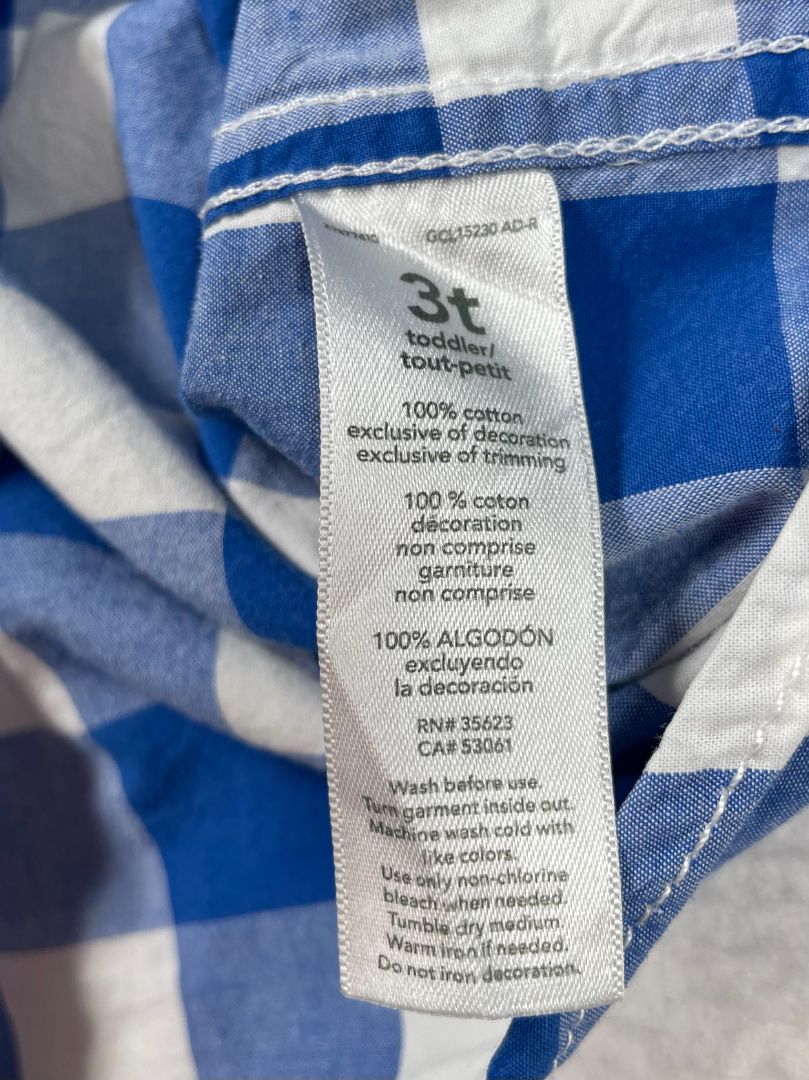 GCL15230 AD-R
3t
toddler/
tout-petit
100% cotton
exclusive of decoration
exclusive of trimming
100 % coton
décoration
non comprise
garniture
non comprise
100% ALGODÓN
excluyendo
la decoración
RN# 35623
CA# 53061
Wash before use.
Turn garment inside out.
Machine wash cold with
like colors.
Use only non-chlorine
bleach when needed.
Tumble dry medium.
Warm iron if needed.
Do not iron decoration.